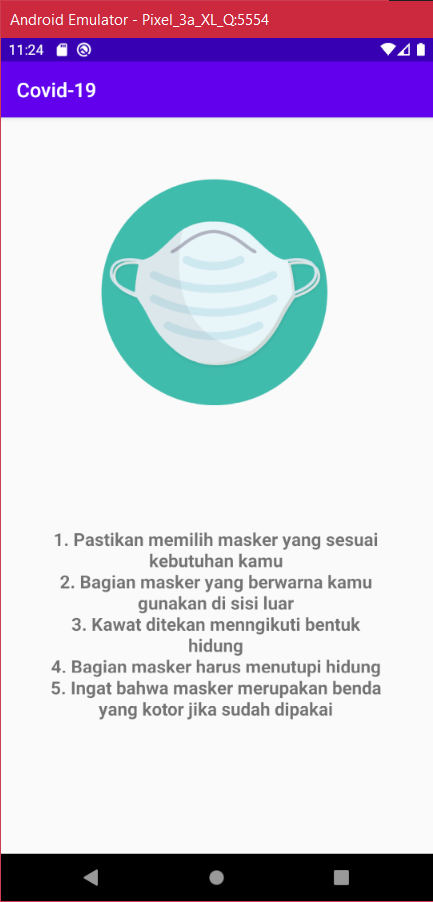 Android Emulator - Pixel_3a_XL_Q:5554
11:24
Covid-19
1. Pastikan memilih masker yang sesuai
kebutuhan kamu
2. Bagian masker yang berwarna kamu
gunakan di sisi luar
3. Kawat ditekan menngikuti bentuk
hidung
4. Bagian masker harus menutupi hidung
5. Ingat bahwa masker merupakan benda
yang kotor jika sudah dipakai